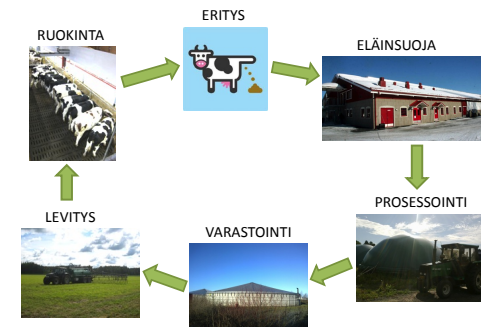 ERITYS
RUOKINTA
ELÄINSUOJA
PROSESSOINTI
VARASTOINTI
LEVITYS